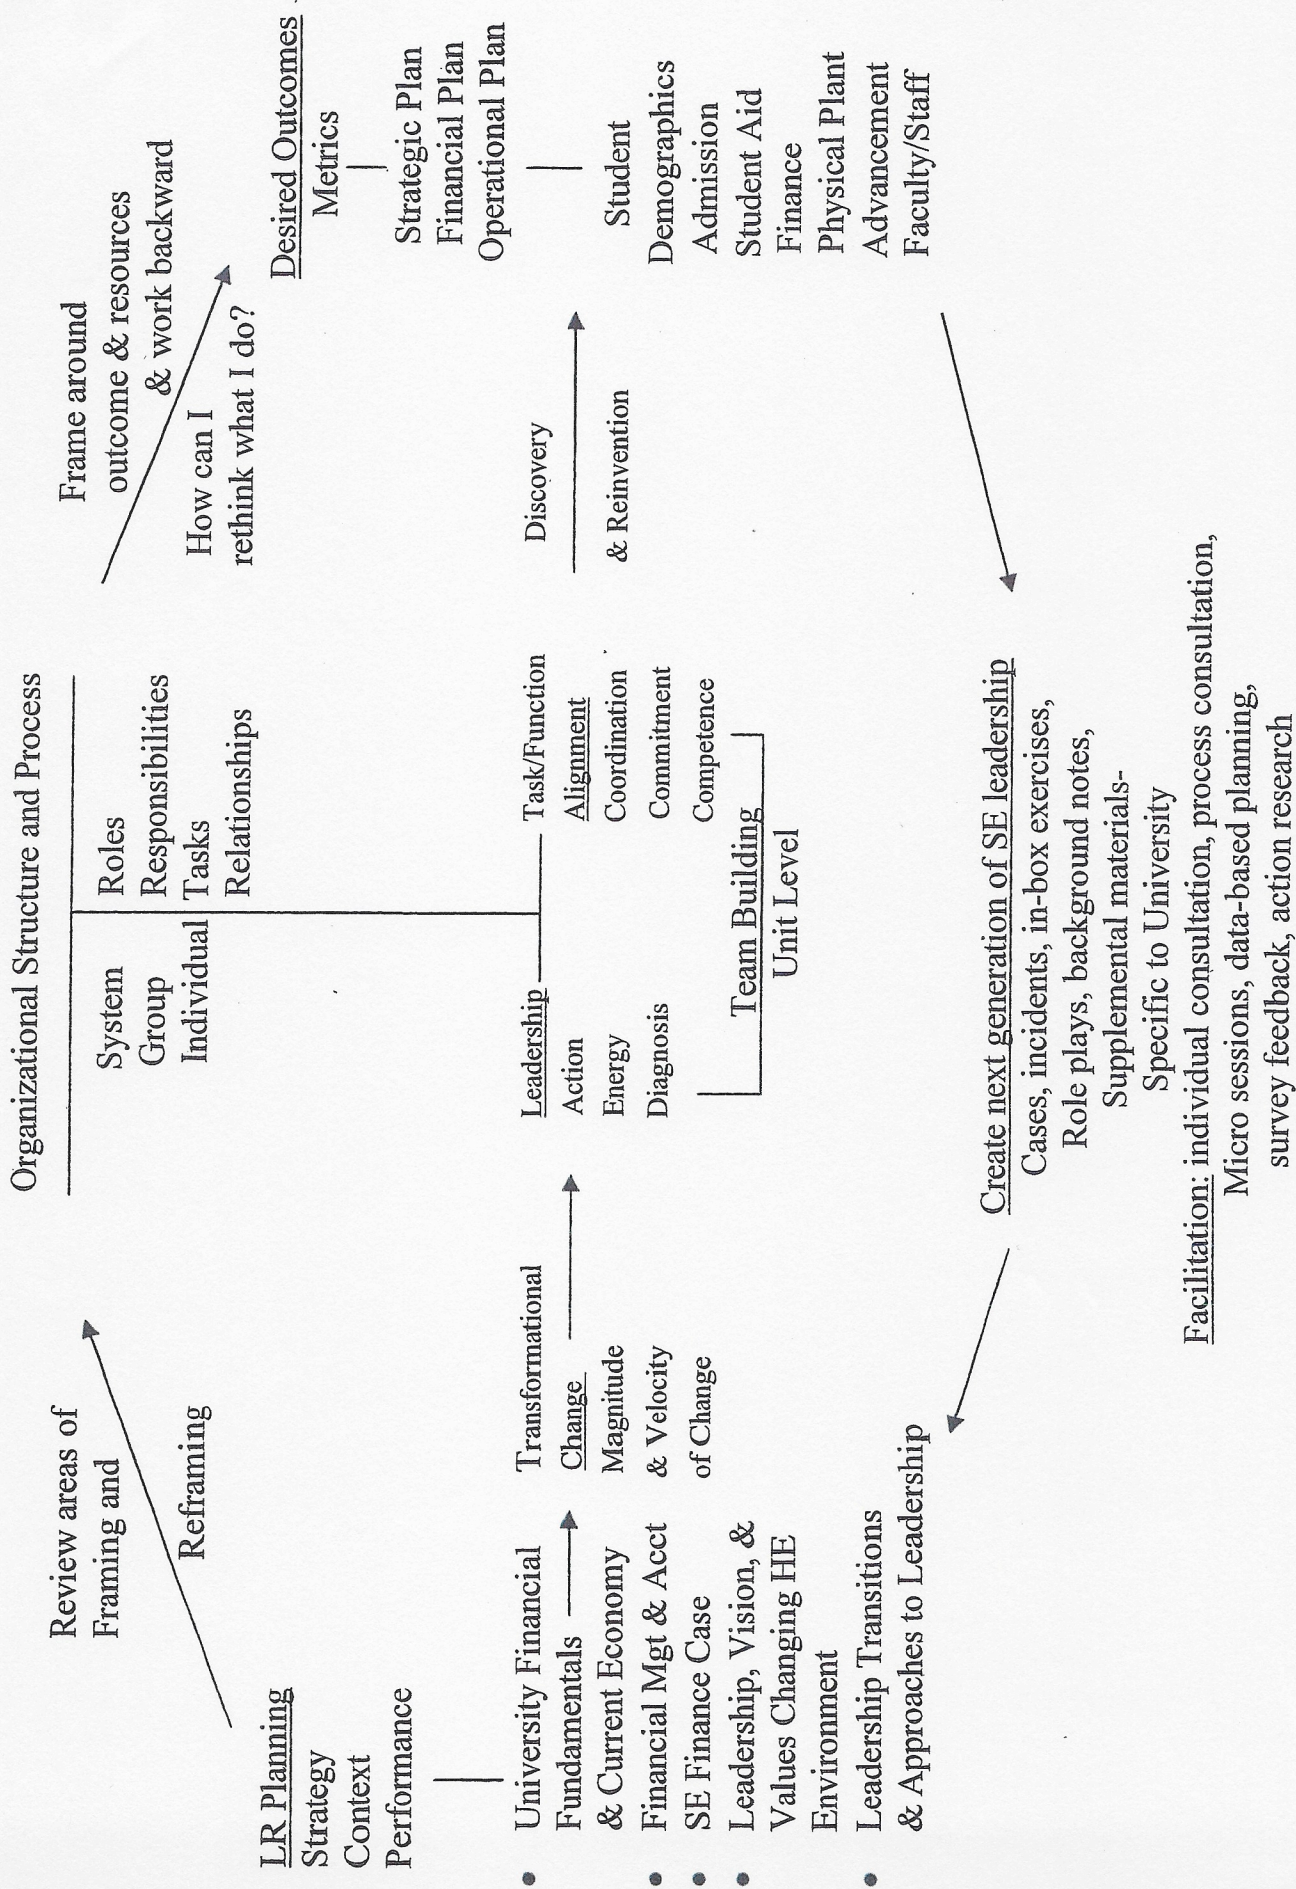 Organizational Structure and Process
Review areas of
Framing and
Reframing
System
Group
Individual
Roles
Responsibilities
Tasks
Relationships
Frame around
outcome & resources
& work backward
How can I
rethink what I do?
LR Planning
Strategy
Context
Performance
Desired Outcomes
Metrics
Strategic Plan
Financial Plan
Operational Plan
• University Financial
Fundamentals
& Current Economy
• Financial Mgt & Acct
• SE Finance Case
• Leadership, Vision, &
Values Changing HE
Environment
• Leadership Transitions
& Approaches to Leadership
Transformational
Change
Magnitude
& Velocity
of Change
Leadership
Action
Energy
Diagnosis
Task/Function
Alignment
Coordination
Commitment
Competence
Team Building
Unit Level
Discovery
& Reinvention
Student
Demographics
Admission
Student Aid
Finance
Physical Plant
Advancement
Faculty/Staff
Create next generation of SE leadership
Cases, incidents, in-box exercises,
Role plays, background notes,
Supplemental materials-
Specific to University
Facilitation: individual consultation, process consultation,
Micro sessions, data-based planning,
survey feedback, action research